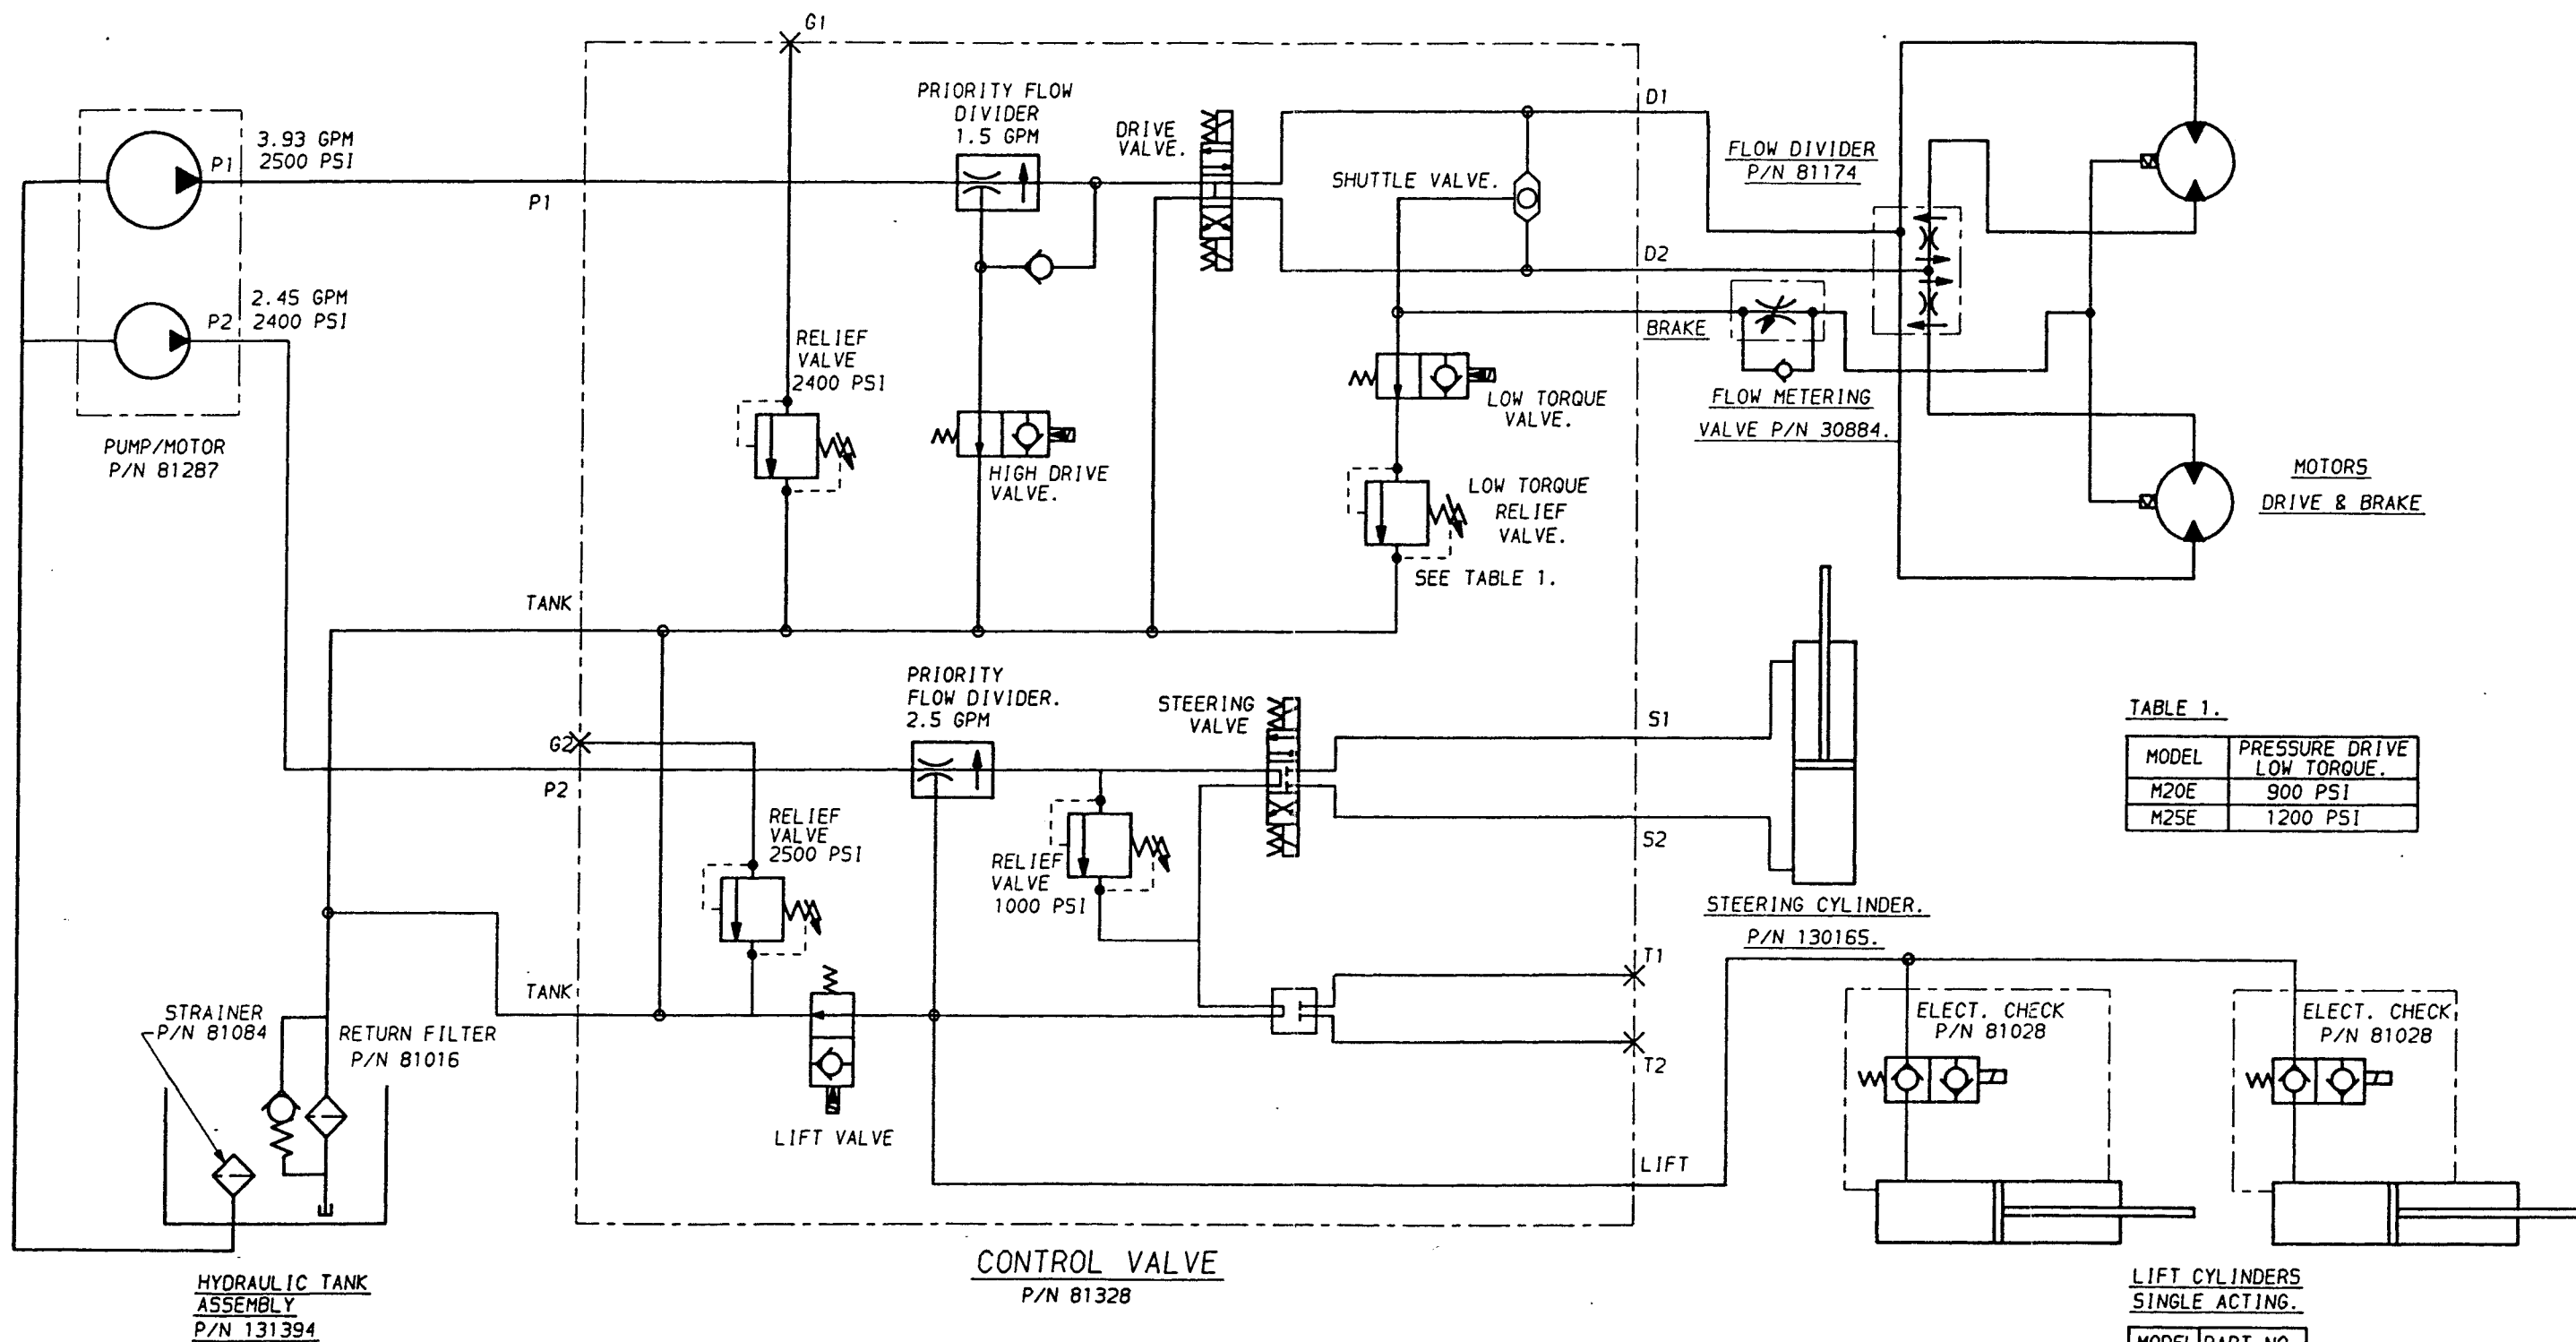 G1
PRIORITY FLOW
DIVIDER
1.5 GPM
DRIVE
VALVE.
D1
3.93 GPM
2500 PSI
P1
P1
SHUTTLE VALVE.
FLOW DIVIDER
P/N 81174
D2
2.45 GPM
2400 PSI
P2
BRAKE
RELIEF
VALVE
2400 PSI
LOW TORQUE
VALVE.
FLOW METERING
VALVE P/N 30884.
PUMP/MOTOR
P/N 81287
HIGH DRIVE
VALVE.
LOW TORQUE
RELIEF
VALVE.
MOTORS
DRIVE & BRAKE
SEE TABLE 1.
TANK
PRIORITY
FLOW DIVIDER.
2.5 GPM
STEERING
VALVE
S1
G2
P2
TABLE 1.
MODEL PRESSURE DRIVE
LOW TORQUE.
M20E 900 PSI
M25E 1200 PSI
RELIEF
VALVE
2500 PSI
RELIEF
VALVE
1000 PSI
S2
STEERING CYLINDER.
P/N 130165.
T1
TANK
STRAINER
P/N 81084
RETURN FILTER
P/N 81016
ELECT. CHECK
P/N 81028
ELECT. CHECK
P/N 81028
T2
LIFT VALVE
LIFT
CONTROL VALVE
P/N 81328
HYDRAULIC TANK
ASSEMBLY
P/N 131394
LIFT CYLINDERS
SINGLE ACTING.
MODEL PART NO.